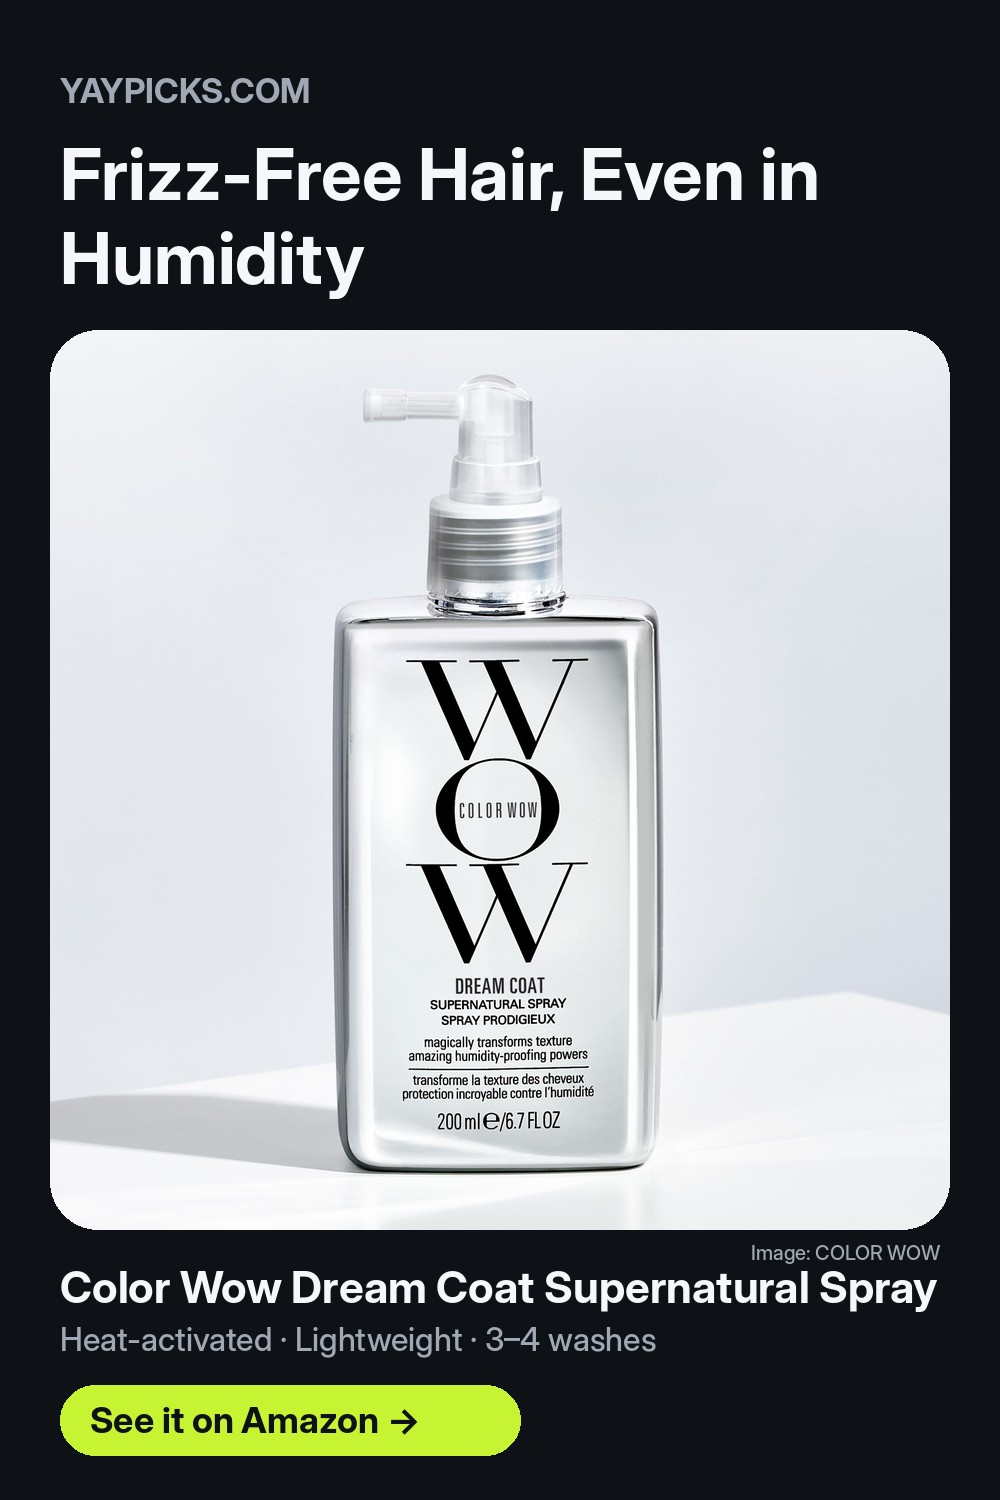 YAYPICKS.COM
Frizz-Free Hair, Even in
Humidity
W
O
COLOR WOW
W
DREAM COAT
SUPERNATURAL SPRAY
SPRAY PRODIGIEUX
magically transforms texture
amazing humidity-proofing powers
transforme la texture des cheveux
protection incroyable contre l'humidité
200 ml ℮/6.7 FL OZ
Image: COLOR WOW
Color Wow Dream Coat Supernatural Spray
Heat-activated · Lightweight · 3–4 washes
See it on Amazon →